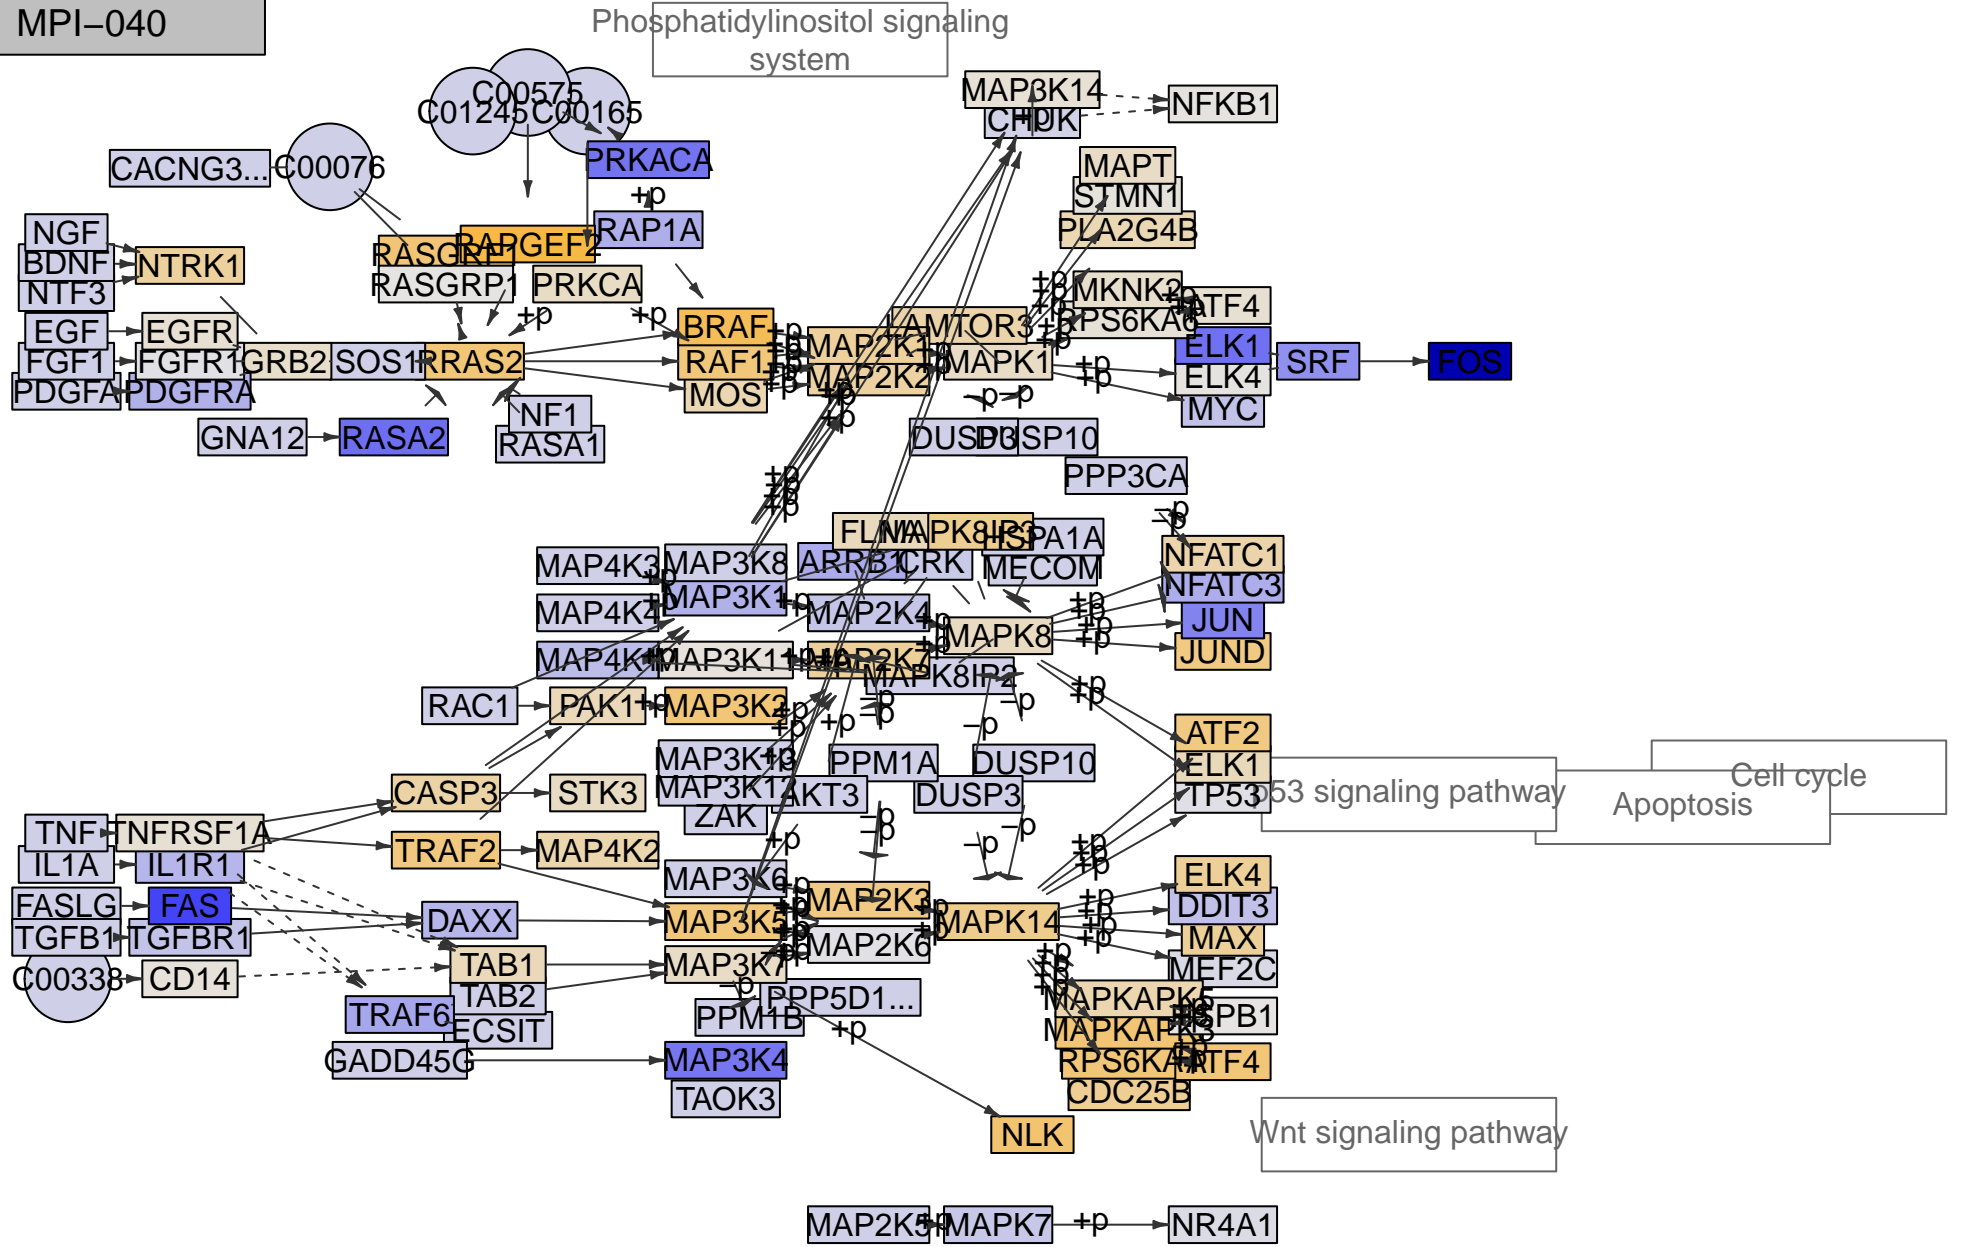 MPI−040
Phosphatidylinositol signaling
system
C00575
C01245
C00165
MAP3K14
NFKB1
CHUK
+p
PRKACA
CACNG3...
C00076
MAPT
STMN1
+p
NGF
RAP1A
PLA2G4B
RAPGEF2
RASGRF1
BDNF
NTRK1
RASGRP1
PRKCA
MKNK2
NTF3
ATF4
RPS6KA6
+p
+p
EGF
EGFR
BRAF
LAMTOR3
MAP2K1
ELK1
FGF1
FGFR1
GRB2
SOS1
RRAS2
RAF1
MAPK1
SRF
FOS
MAP2K2
ELK4
PDGFA
PDGFRA
MOS
MYC
−p
−p
NF1
GNA12
RASA2
RASA1
DUSP3
DUSP10
PPP3CA
+p
+p
−p
−p
FLNA
MAPK8IP3
HSPA1A
NFATC1
MAP4K3
MAP3K8
ARRB1
CRK
MECOM
NFATC3
MAP4K4
MAP3K1
MAP2K4
JUN
MAPK8
MAP3K11
MAP2K7
JUND
MAPK8IP2
RAC1
PAK1
+p
MAP3K2
ATF2
MAP3K13
PPM1A
DUSP10
ELK1
p53 signaling pathway
Cell cycle
CASP3
STK3
MAP3K12
AKT3
DUSP3
TP53
Apoptosis
ZAK
TNF
TNFRSF1A
TRAF2
MAP4K2
IL1A
IL1R1
MAP3K6
ELK4
FASLG
FAS
DAXX
MAP3K5
MAP2K3
MAPK14
DDIT3
TGFB1
TGFBR1
MAP2K6
MAX
C00338
CD14
TAB1
MAP3K7
MEF2C
TAB2
PPP5D1...
TRAF6
PPM1B
ECSIT
+p
GADD45G
MAP3K4
ATF4
CDC25B
TAOK3
NLK
Wnt signaling pathway
MAP2K5
+p
MAPK7
+p
NR4A1